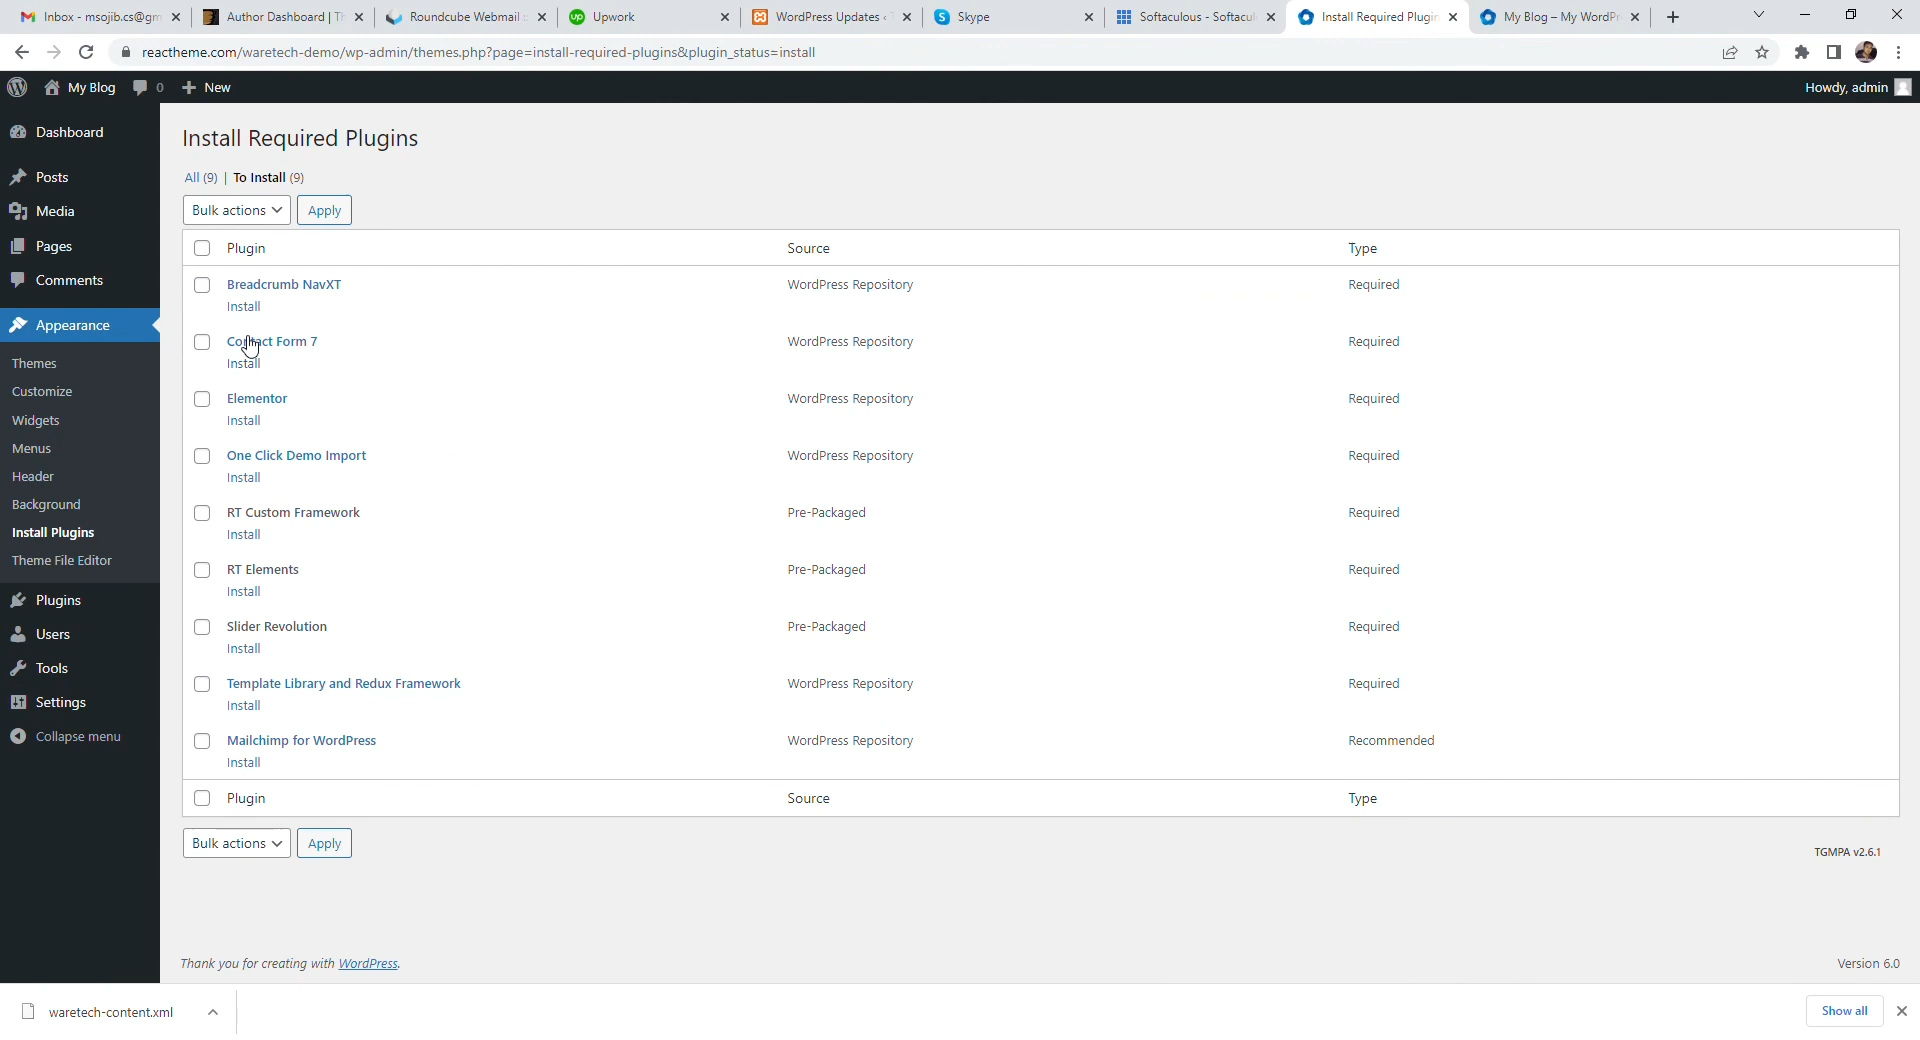 Inbox - msojib.cs@gm
Author Dashboard | Th
Roundcube Webmail
Upwork
WordPress Updates ‹ T
Skype
Softaculous - Softacul
Install Required Plugin
My Blog – My WordPr
reactheme.com/waretech-demo/wp-admin/themes.php?page=install-required-plugins&plugin_status=install
My Blog
0
New
Howdy, admin
Dashboard
Posts
Media
Pages
Comments
Appearance
Themes
Customize
Widgets
Menus
Header
Background
Install Plugins
Theme File Editor
Plugins
Users
Tools
Settings
Collapse menu
Install Required Plugins
All (9) | To Install (9)
Bulk actions Apply
Plugin Source Type
Breadcrumb NavXT WordPress Repository Required
Install
Contact Form 7 WordPress Repository Required
Install
Elementor WordPress Repository Required
Install
One Click Demo Import WordPress Repository Required
Install
RT Custom Framework Pre-Packaged Required
Install
RT Elements Pre-Packaged Required
Install
Slider Revolution Pre-Packaged Required
Install
Template Library and Redux Framework WordPress Repository Required
Install
Mailchimp for WordPress WordPress Repository Recommended
Install
Plugin Source Type
Bulk actions Apply
TGMPA v2.6.1
Thank you for creating with WordPress.
Version 6.0
waretech-content.xml
Show all